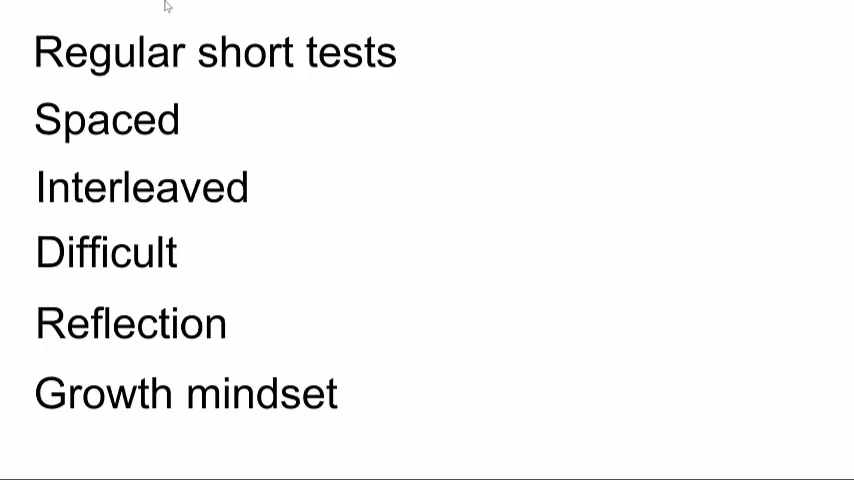 Regular short tests
Spaced
Interleaved
Difficult
Reflection
Growth mindset